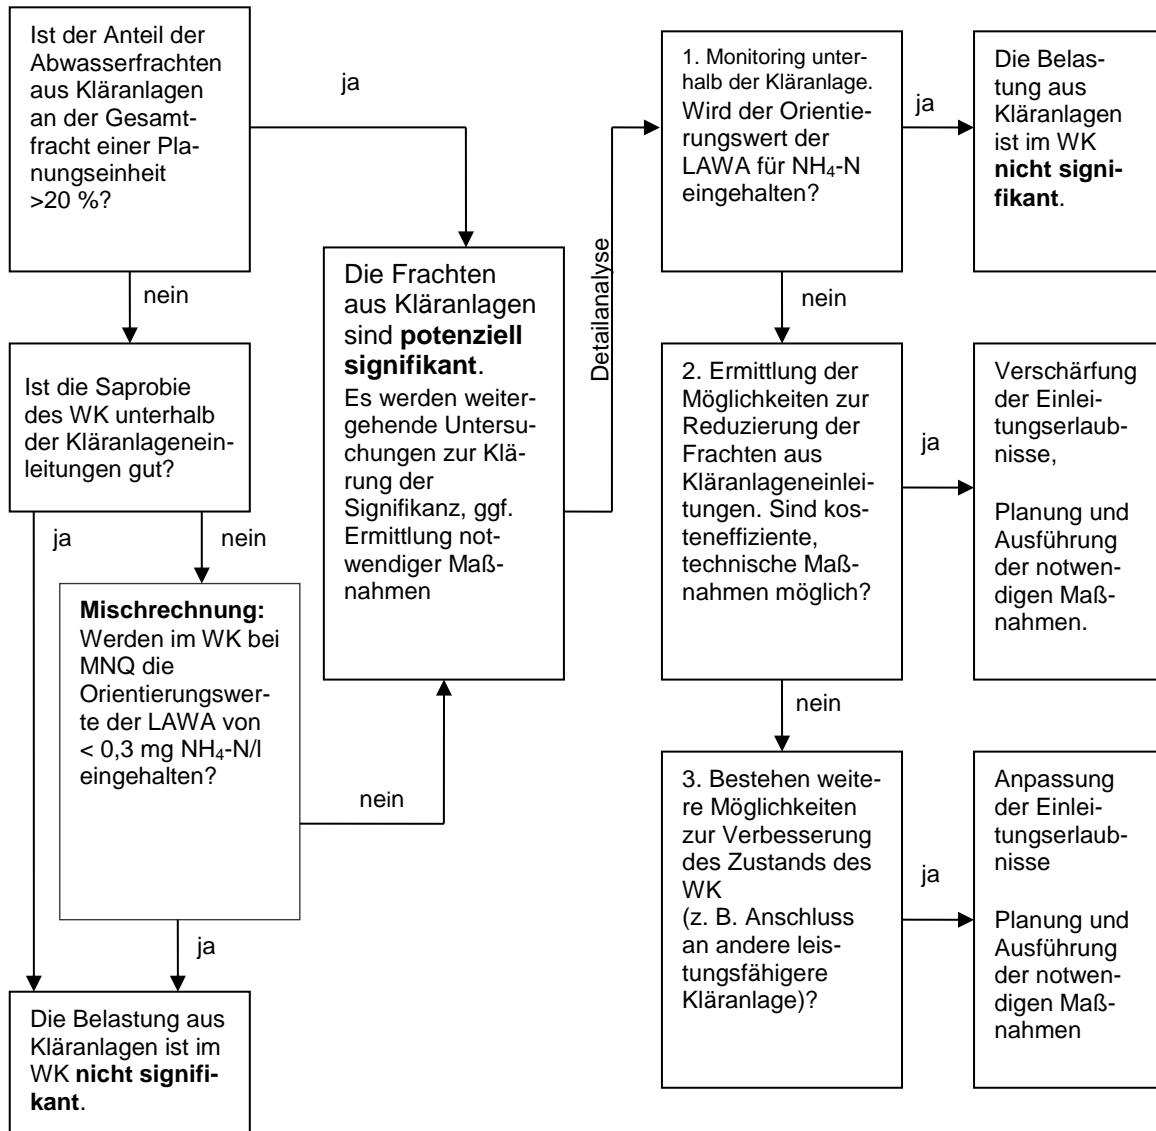 Ist der Anteil der
Abwasserfrachten
aus Kläranlagen
an der Gesamt-
fracht einer Pla-
nungseinheit
>20 %?
ja
nein
Ist die Saprobie
des WK unterhalb
der Kläranlagenein-
leitungen gut?
ja
nein
Mischrechnung:
Werden im WK bei
MNQ die
Orientierungswer-
te der LAWA von
< 0,3 mg NH₄-N/l
eingehalten?
nein
ja
Die Belastung aus
Kläranlagen ist im
WK nicht signifi-
kant.
Die Frachten
aus Kläranlagen
sind potenziell
signifikant.
Es werden weiter-
gehende Untersu-
chungen zur Klä-
rung der
Signifikanz, ggf.
Ermittlung not-
wendiger Maß-
nahmen
Detailanalyse
1. Monitoring unter-
halb der Kläranlage.
Wird der Orientie-
rungswert der
LAWA für NH₄-N
eingehalten?
ja
Die Belas-
tung aus
Kläranlagen
ist im WK
nicht signi-
fikant.
nein
2. Ermittlung der
Möglichkeiten zur
Reduzierung der
Frachten aus
Kläranlageneinlei-
tungen. Sind kos-
teneffiziente,
technische Maß-
nahmen möglich?
ja
Verschärfung
der Einlei-
tungserlaub-
nisse,
Planung und
Ausführung
der notwen-
digen Maß-
nahmen.
nein
3. Bestehen weite-
re Möglichkeiten
zur Verbesserung
des Zustands des
WK
(z. B. Anschluss
an andere leis-
tungsfähigere
Kläranlage)?
ja
Anpassung
der Einlei-
tungserlaub-
nisse
Planung und
Ausführung
der notwen-
digen Maß-
nahmen